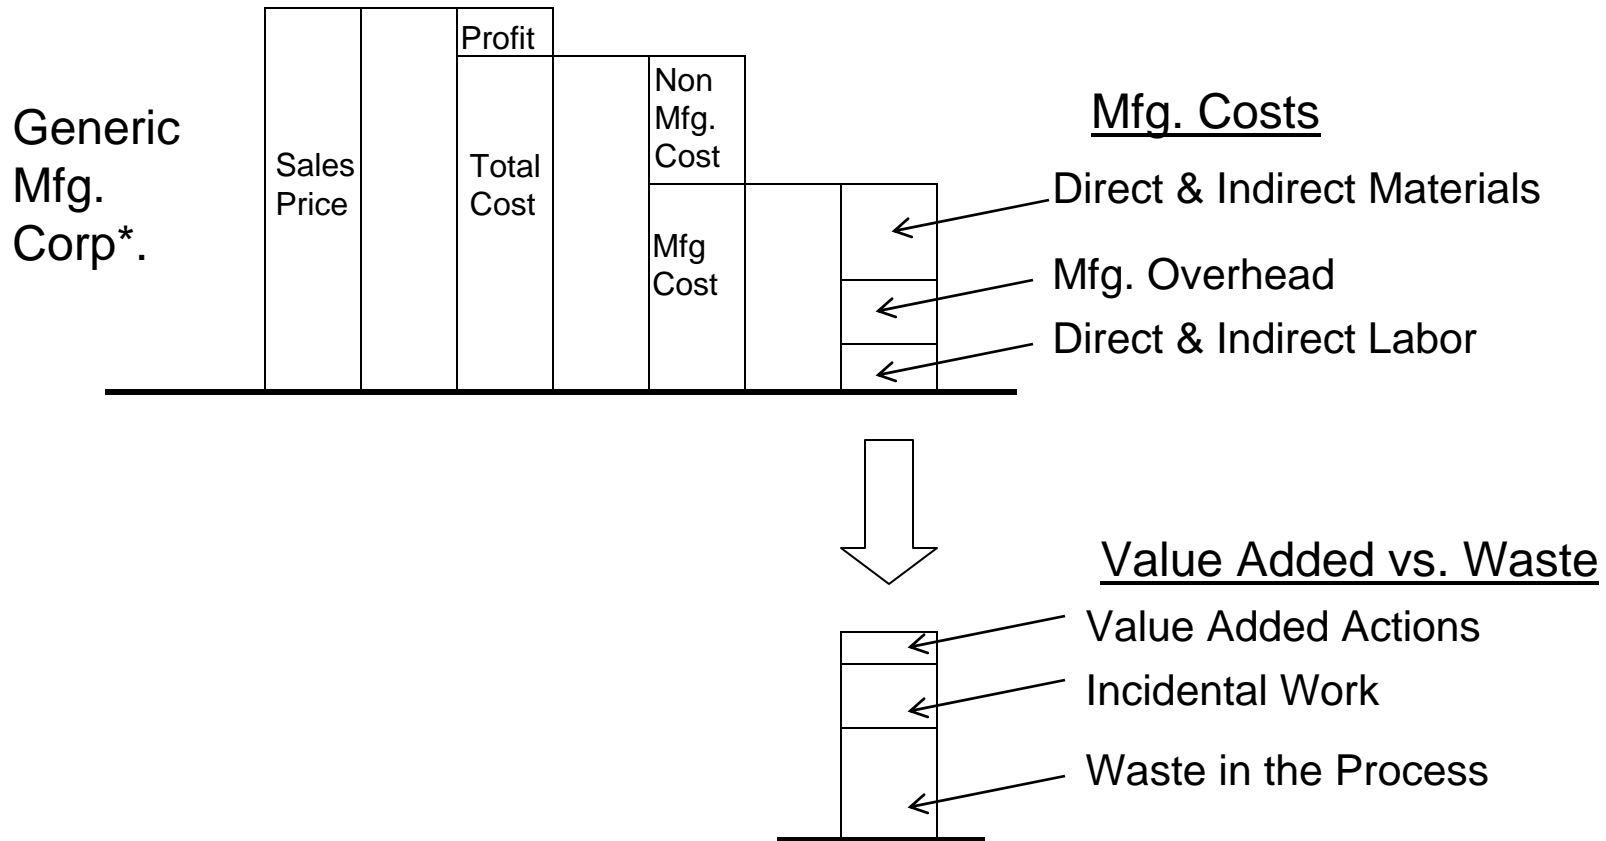 Generic
Mfg.
Corp*.
Sales
Price
Profit
Total
Cost
Non
Mfg.
Cost
Mfg
Cost
Mfg. Costs
Direct & Indirect Materials
Mfg. Overhead
Direct & Indirect Labor
Value Added vs. Waste
Value Added Actions
Incidental Work
Waste in the Process